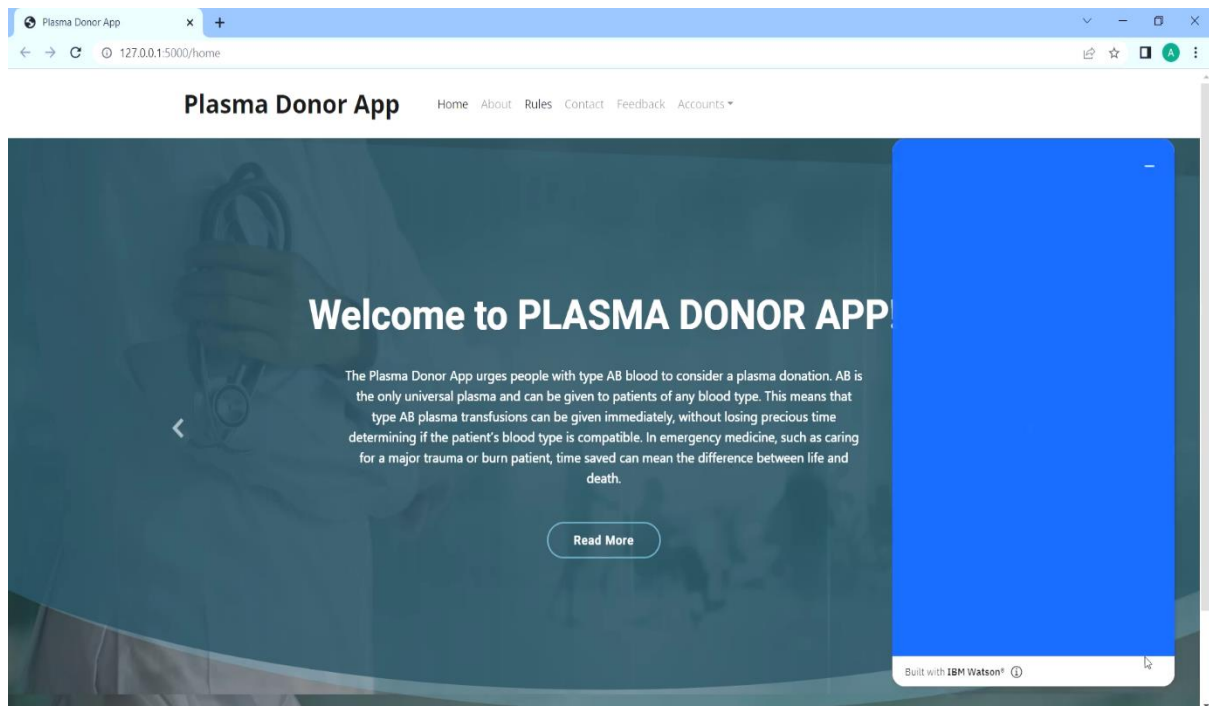 Plasma Donor App
127.0.0.1:5000/home
A
Plasma Donor App Home About Rules Contact Feedback Accounts
Welcome to PLASMA DONOR APP!
The Plasma Donor App urges people with type AB blood to consider a plasma donation. AB is
the only universal plasma and can be given to patients of any blood type. This means that
type AB plasma transfusions can be given immediately, without losing precious time
determining if the patient's blood type is compatible. In emergency medicine, such as caring
for a major trauma or burn patient, time saved can mean the difference between life and
death.
Read More
Built with IBM Watson®